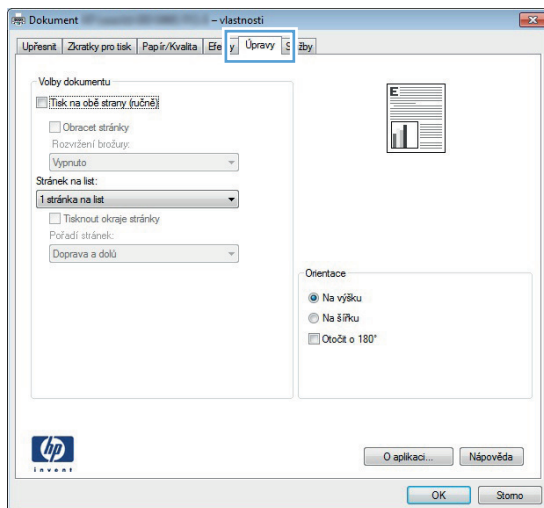 Dokument – vlastnosti
Upřesnit Zkratky pro tisk Papír/Kvalita Úpravy
Volby dokumentu
Tisk na obě strany (ručně)
Obracet stránky
Rozvržení brožury:
Vypnuto
Stránek na list:
1 stránka na list
Tisknout okraje stránky
Pořadí stránek:
Doprava a dolů
E
Orientace
Na výšku
Na šířku
Otočit o 180°
hp
invent
O aplikaci... Nápověda
OK Storno